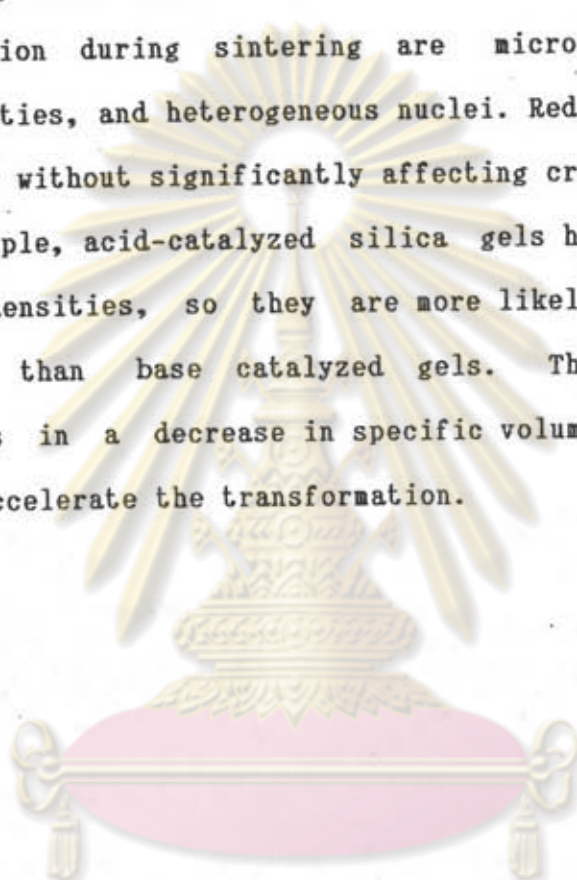 ion during sintering are micro
ties, and heterogeneous nuclei. Red
without significantly affecting cr
ple, acid-catalyzed silica gels h
ensities, so they are more likel
than base catalyzed gels. Th
s in a decrease in specific volum
ccelerate the transformation.